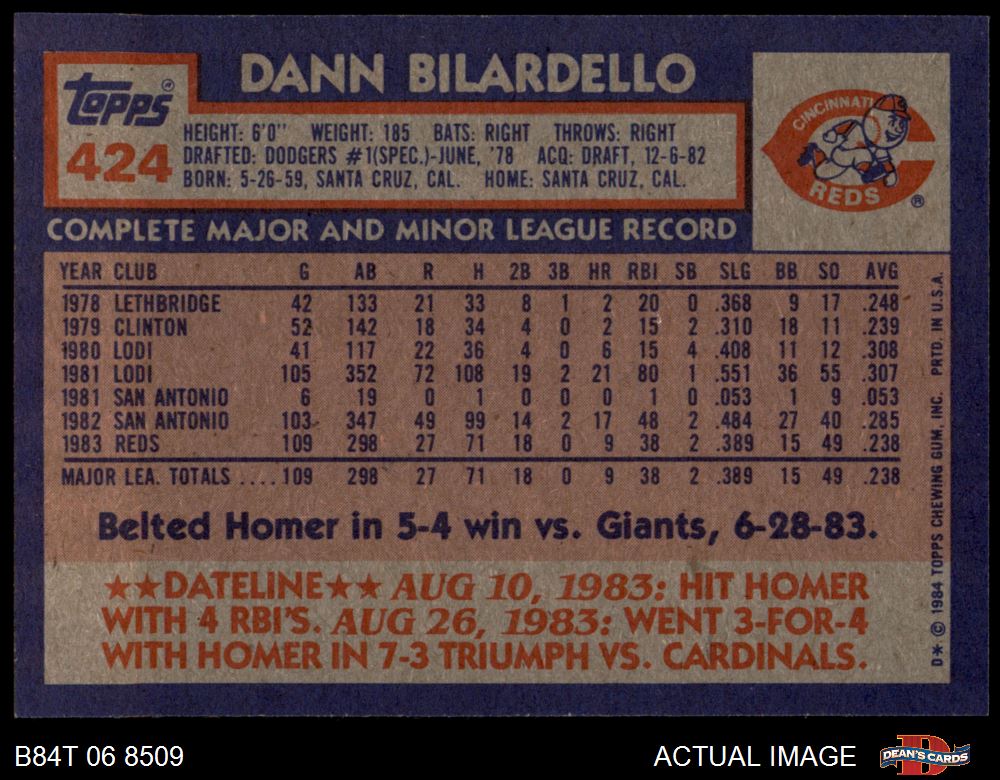 DANN BILARDELLO
Topps®
424
HEIGHT: 6'0" WEIGHT: 185 BATS: RIGHT THROWS: RIGHT
DRAFTED: DODGERS #1(SPEC.)-JUNE, '78 ACQ: DRAFT, 12-6-82
BORN: 5-26-59, SANTA CRUZ, CAL. HOME: SANTA CRUZ, CAL.
CINCINNATI
REDS
®
COMPLETE MAJOR AND MINOR LEAGUE RECORD
YEAR CLUB G AB R H 2B 3B HR RBI SB SLG BB SO AVG
1978 LETHBRIDGE 42 133 21 33 8 1 2 20 0 .368 9 17 .248
1979 CLINTON 52 142 18 34 4 0 2 15 2 .310 18 11 .239
1980 LODI 41 117 22 36 4 0 6 15 4 .408 11 12 .308
1981 LODI 105 352 72 108 19 2 21 80 1 .551 36 55 .307
1981 SAN ANTONIO 6 19 0 1 0 0 0 1 0 .053 1 9 .053
1982 SAN ANTONIO 103 347 49 99 14 2 17 48 2 .484 27 40 .285
1983 REDS 109 298 27 71 18 0 9 38 2 .389 15 49 .238
MAJOR LEA. TOTALS ....109 298 27 71 18 0 9 38 2 .389 15 49 .238
Belted Homer in 5-4 win vs. Giants, 6-28-83.
★★DATELINE★★ AUG 10, 1983: HIT HOMER
WITH 4 RBI'S. AUG 26, 1983: WENT 3-FOR-4
WITH HOMER IN 7-3 TRIUMPH VS. CARDINALS.
D* © 1984 TOPPS CHEWING GUM, INC. PRTD. IN U.S.A.
B84T 06 8509
ACTUAL IMAGE
DEAN'S CARDS